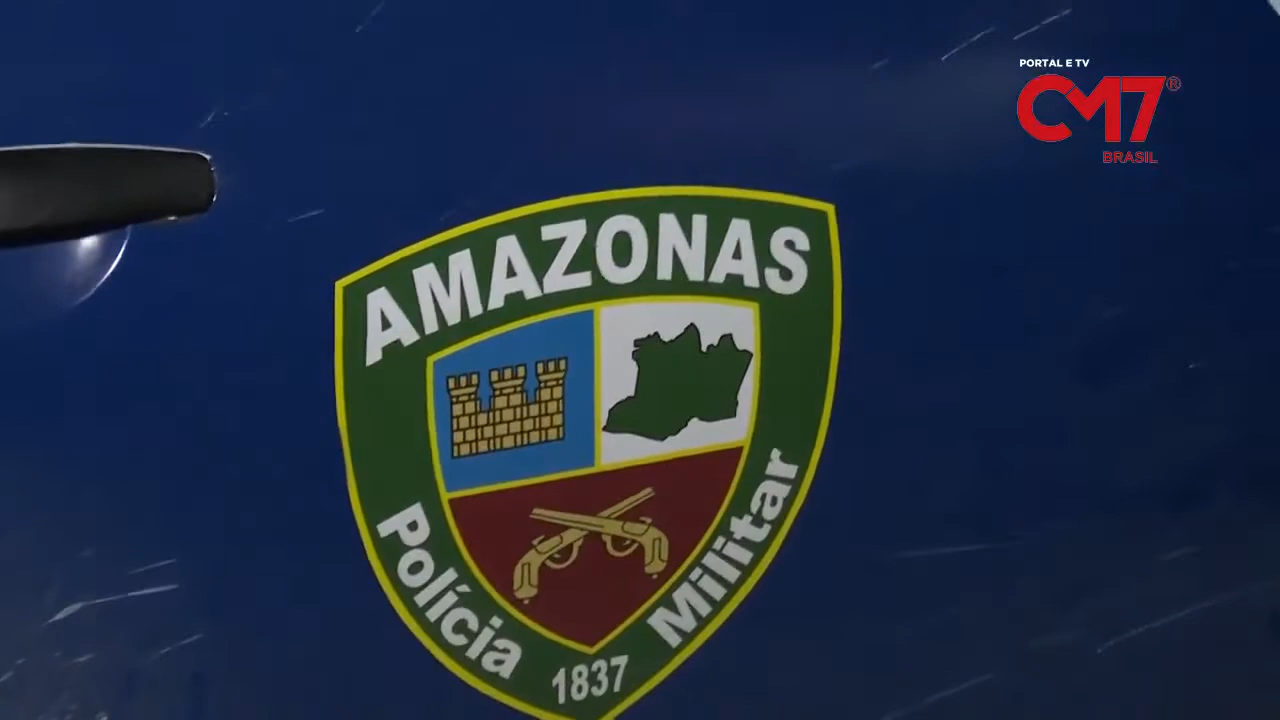 PORTAL E TV
CM7®
BRASIL
AMAZONAS
Polícia Militar
1837